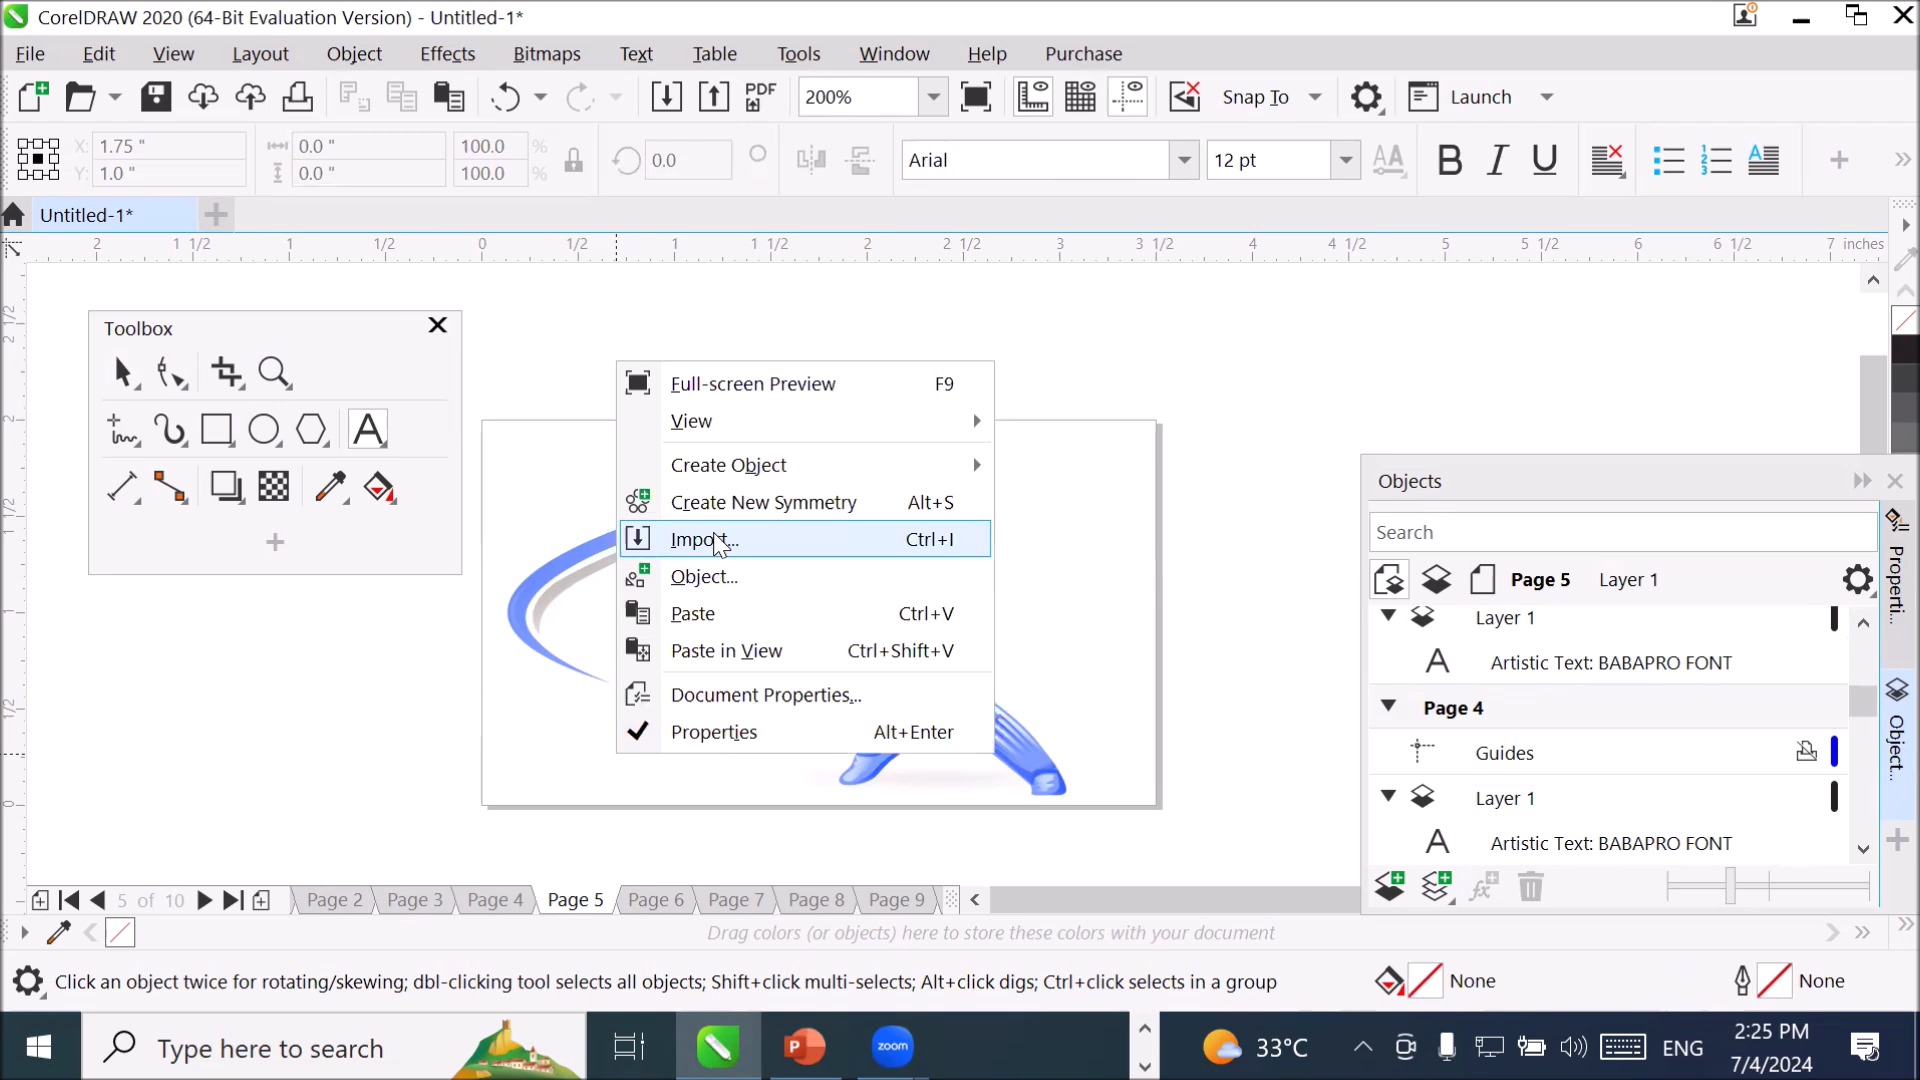 CorelDRAW 2020 (64-Bit Evaluation Version) - Untitled-1*
File Edit View Layout Object Effects Bitmaps Text Table Tools Window Help Purchase
PDF 200% Snap To Launch
X: 1.75 " 0.0 " 100.0 % 0.0 Arial 12 pt B I U
Y: 1.0 " 0.0 " 100.0 %
Untitled-1*
2 1 1/2 1 1/2 0 1/2 1 1 1/2 2 2 1/2 3 3 1/2 4 4 1/2 5 5 1/2 6 6 1/2 7 inches
Toolbox
Full-screen Preview F9
View
Create Object
Create New Symmetry Alt+S
Import... Ctrl+I
Object...
Paste Ctrl+V
Paste in View Ctrl+Shift+V
Document Properties...
Properties Alt+Enter
Objects
Search
Page 5 Layer 1
Layer 1
A Artistic Text: BABAPRO FONT
Page 4
Guides
Layer 1
A Artistic Text: BABAPRO FONT
Properti...
Object...
5 of 10 Page 2 Page 3 Page 4 Page 5 Page 6 Page 7 Page 8 Page 9
Drag colors (or objects) here to store these colors with your document
Click an object twice for rotating/skewing; dbl-clicking tool selects all objects; Shift+click multi-selects; Alt+click digs; Ctrl+click selects in a group None None
Type here to search zoom 33°C ENG 2:25 PM
7/4/2024